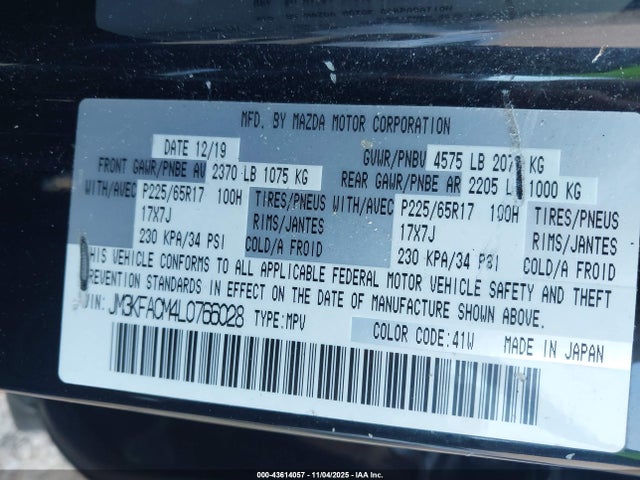 MFD. BY MAZDA MOTOR CORPORATION
DATE 12/19
GVWR/PNBV 4575 LB KG
FRONT GAWR/PNBE AV 2370 LB 1075 KG
REAR GAWR/PNBE AR 2205 1000 KG
WITH/AVEC P225/65R17 100H TIRES/PNEUS
17X7J RIMS/JANTES
230 KPA/34 PSI COLD/A FROID
WITH/AVEC P225/65R17 100H TIRES/PNEUS
17X7J RIMS/JANTES
230 KPA/34 PSI COLD/A FROID
THIS VEHICLE CONFORMS TO ALL APPLICABLE FEDERAL MOTOR VEHICLE SAFETY AND THEFT
PREVENTION STANDARDS IN EFFECT ON THE DATE OF MANUFACTURE SHOWN ABOVE.
VIN: JM3KFACM4L0766028 TYPE:MPV
COLOR CODE:41W MADE IN JAPAN
000-43614057 - 11/04/2025 - IAA Inc.